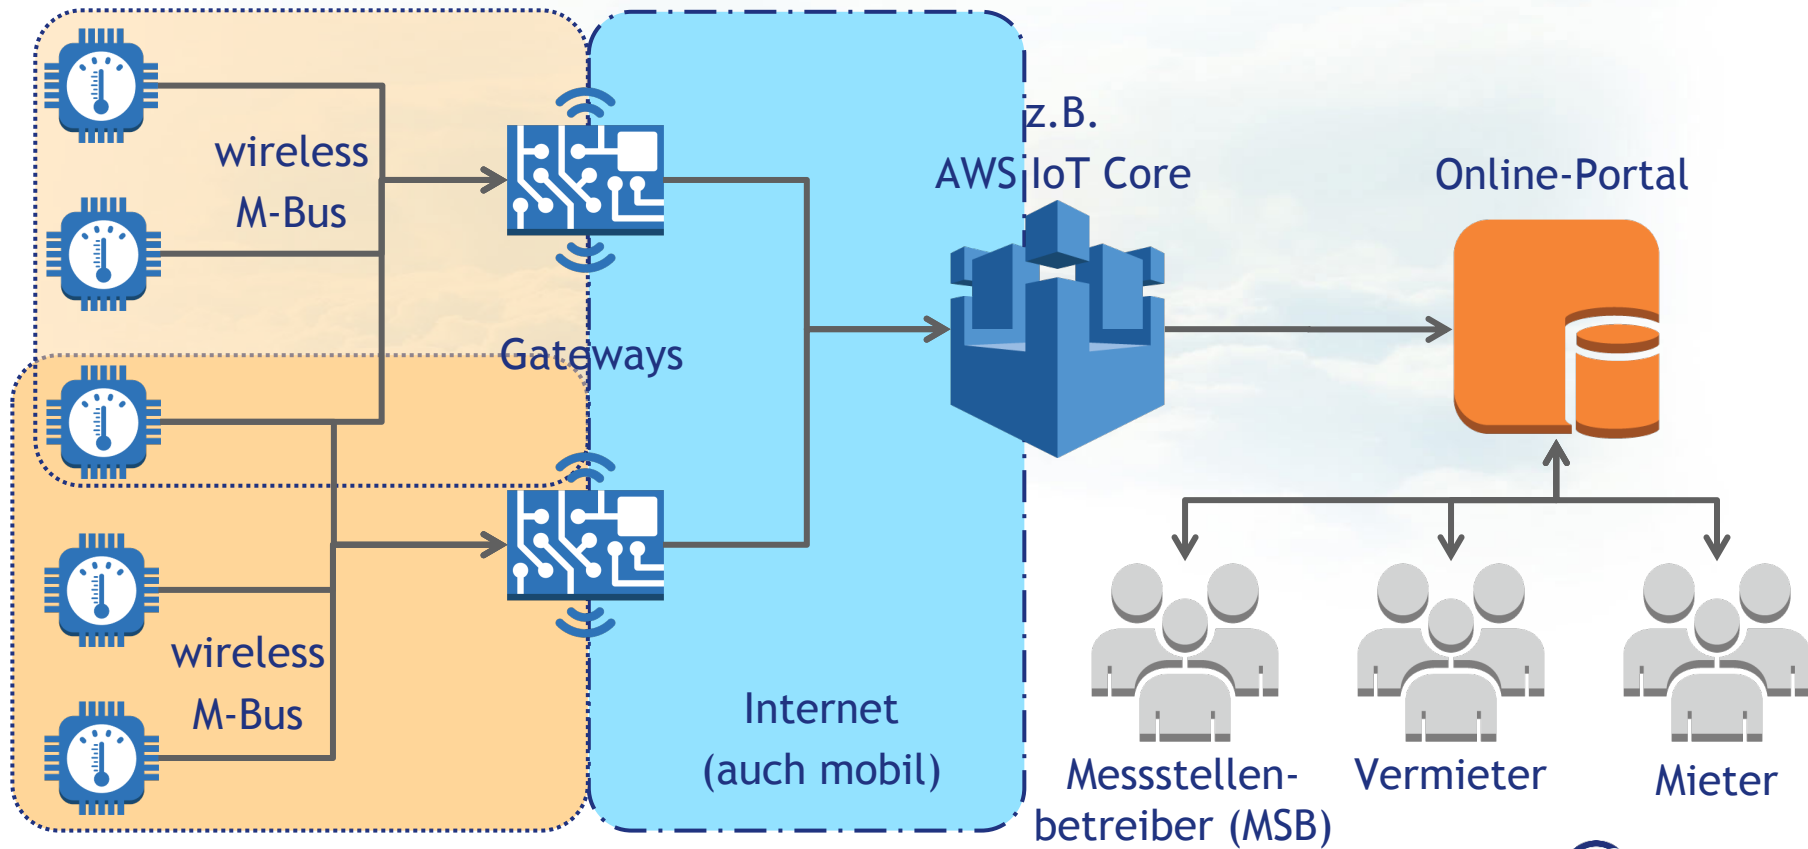 wireless
M-Bus
Gateways
wireless
M-Bus
Internet
(auch mobil)
z.B.
AWS IoT Core
Online-Portal
Messstellen-
betreiber (MSB)
Vermieter
Mieter